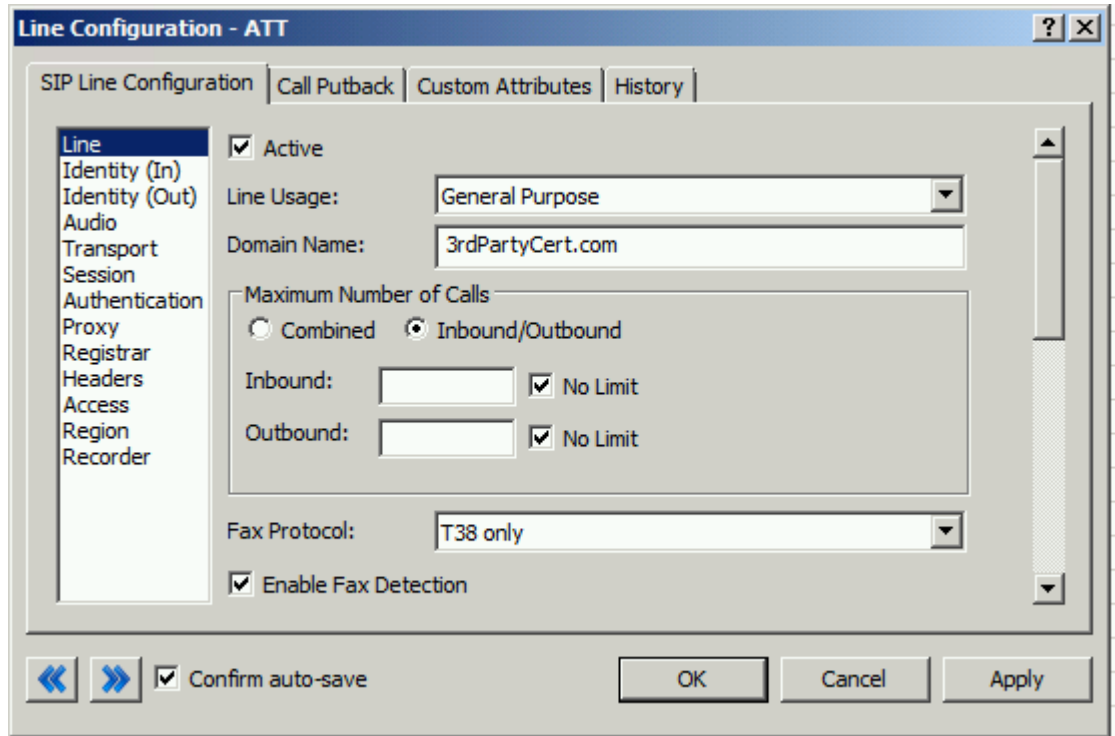 Line Configuration - ATT
SIP Line Configuration
Call Putback
Custom Attributes
History
Line
Identity (In)
Identity (Out)
Audio
Transport
Session
Authentication
Proxy
Registrar
Headers
Access
Region
Recorder
Active
Line Usage: General Purpose
Domain Name: 3rdPartyCert.com
Maximum Number of Calls
Combined Inbound/Outbound
Inbound: No Limit
Outbound: No Limit
Fax Protocol: T38 only
Enable Fax Detection
Confirm auto-save
OK
Cancel
Apply